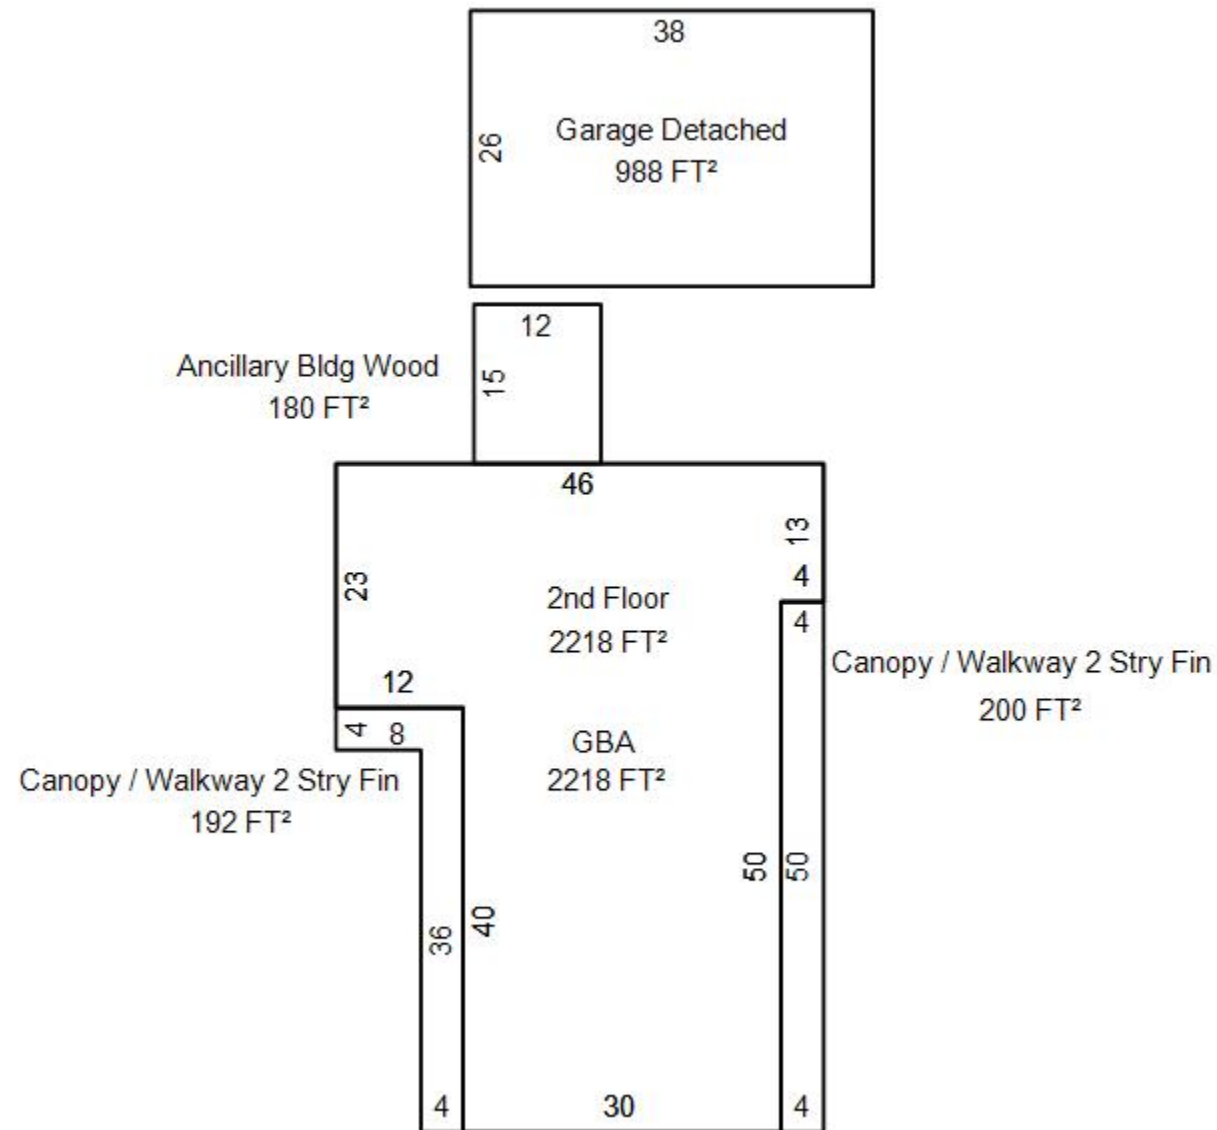 38
26
Garage Detached
988 FT²
12
15
Ancillary Bldg Wood
180 FT²
46
13
4
23
2nd Floor
2218 FT²
4
Canopy / Walkway 2 Stry Fin
200 FT²
12
4
8
GBA
2218 FT²
Canopy / Walkway 2 Stry Fin
192 FT²
50
50
40
36
4
30
4